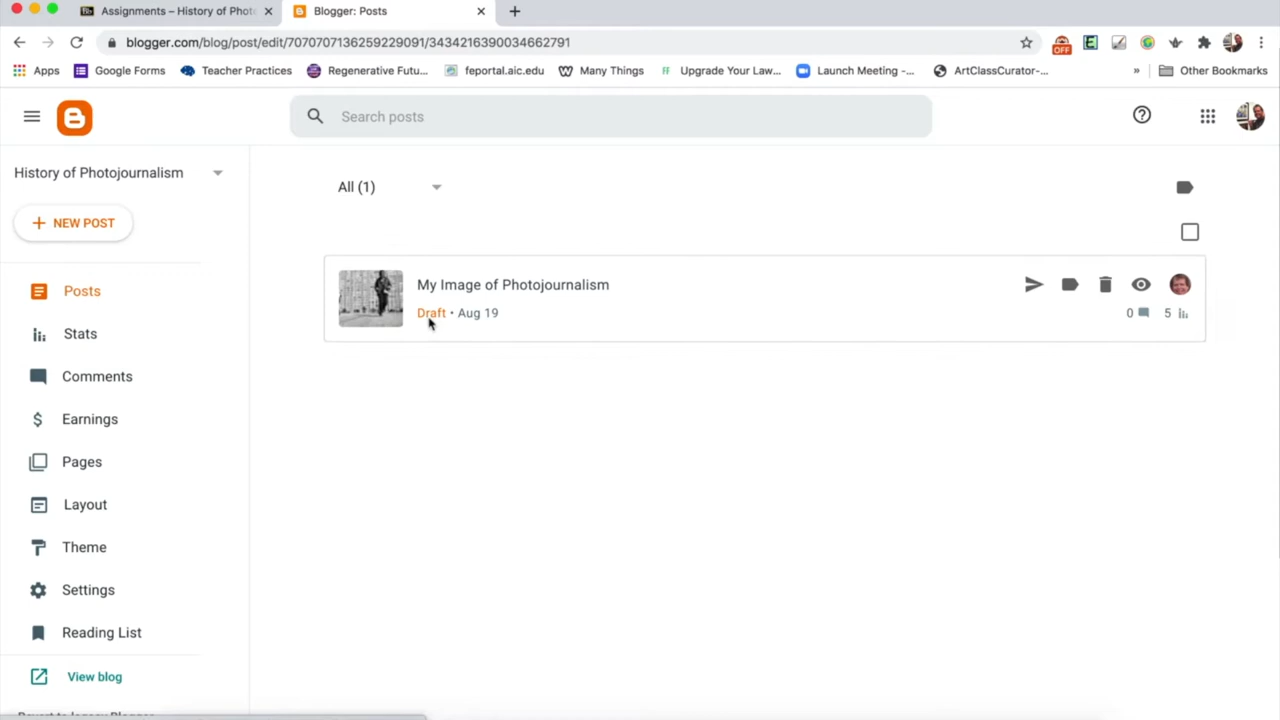 Assignments – History of Phot
Blogger: Posts
blogger.com/blog/post/edit/7070707136259229091/3434216390034662791
OFF
Apps
Google Forms
Teacher Practices
Regenerative Futu...
feportal.aic.edu
Many Things
FF Upgrade Your Law...
Launch Meeting -...
ArtClassCurator-...
»
Other Bookmarks
Search posts
History of Photojournalism
All (1)
+ NEW POST
Posts
My Image of Photojournalism
Draft • Aug 19
0
5
Stats
Comments
Earnings
Pages
Layout
Theme
Settings
Reading List
View blog